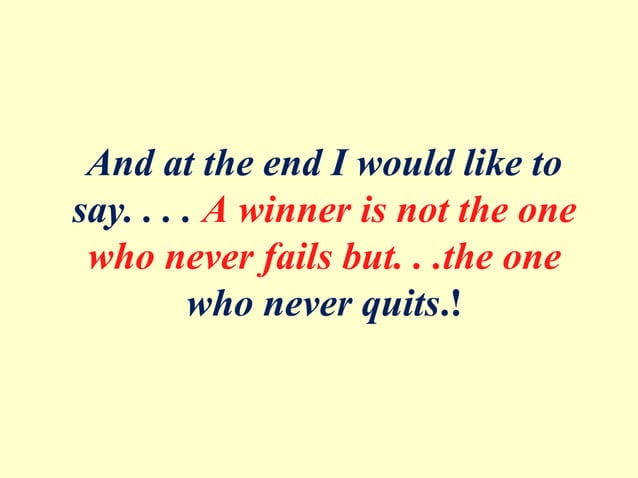 And at the end I would like to
say. . . . A winner is not the one
who never fails but. . .the one
who never quits.!